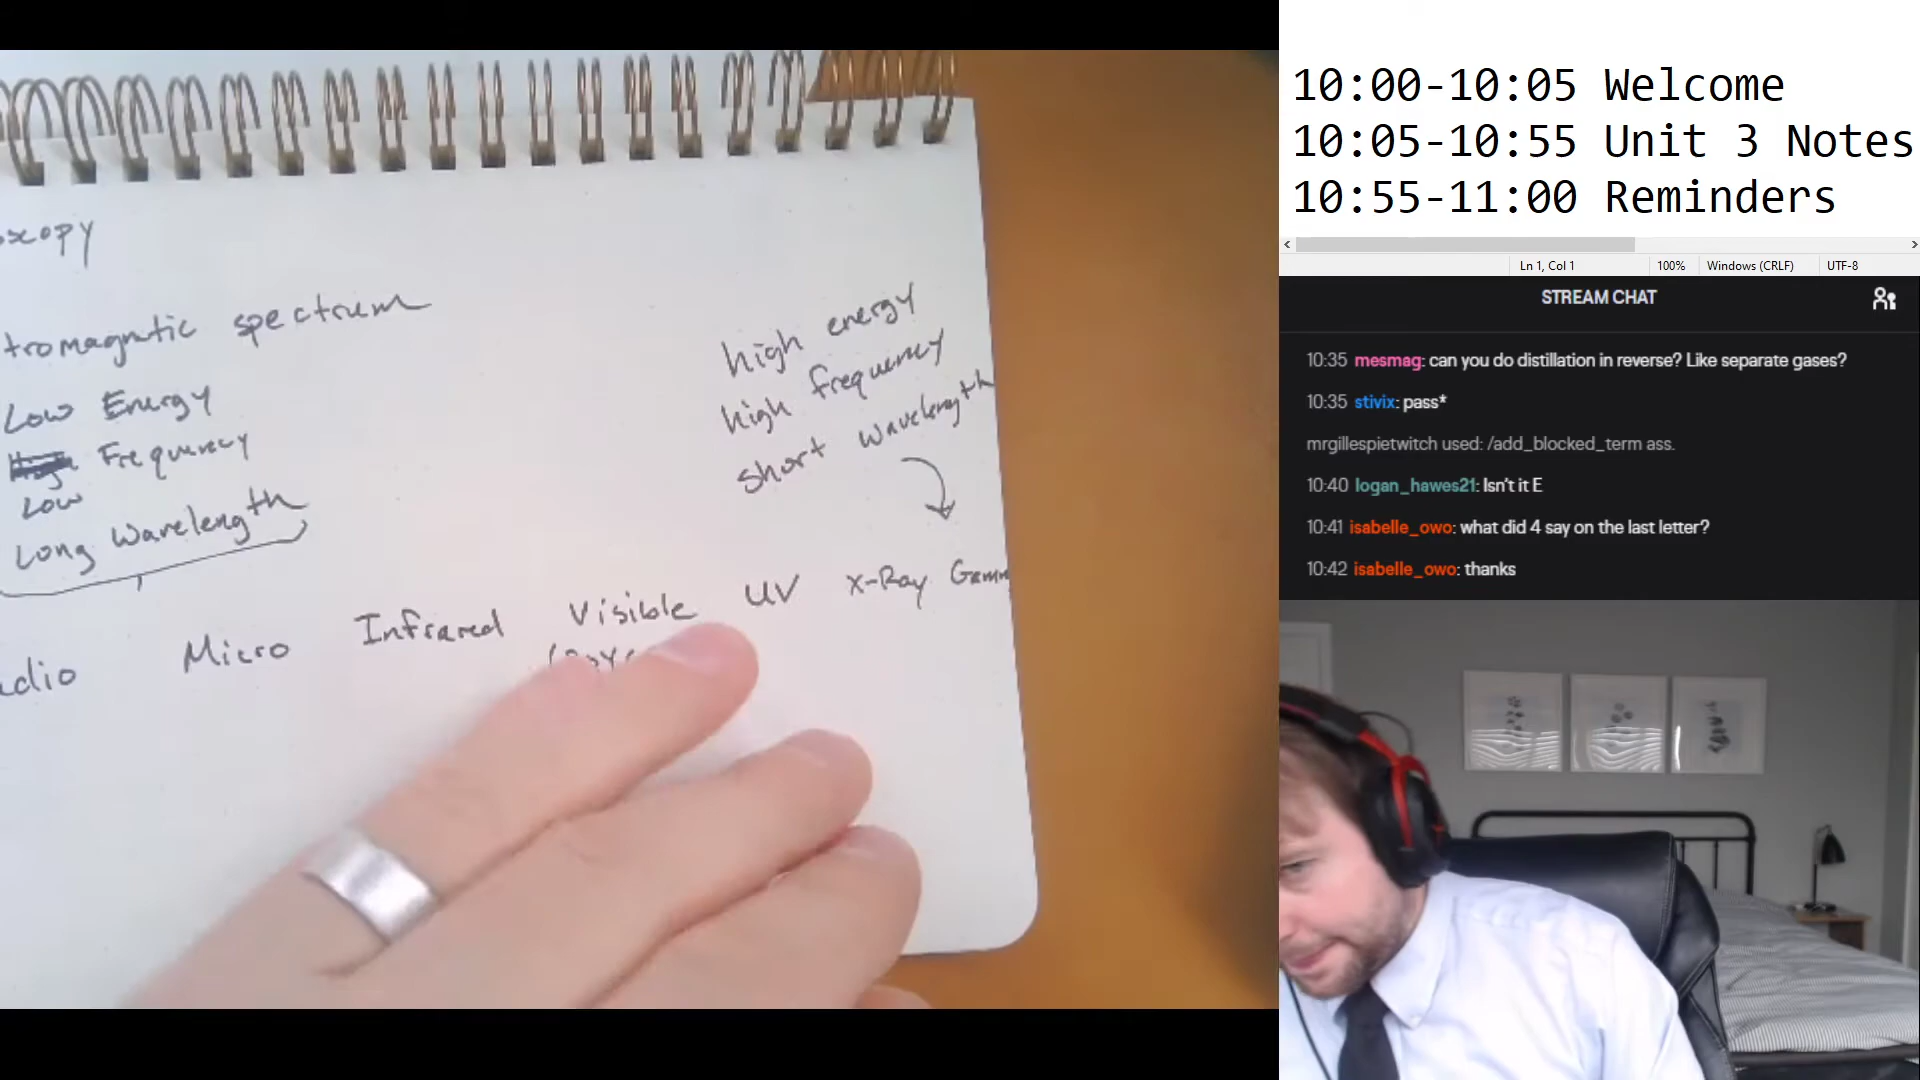 oscopy
tromagnetic spectrum
Low Energy
Frequency
Low
Long Wavelength
high energy
high frequency
short wavelength
adio Micro Infrared Visible UV X-Ray Gamm
10:00-10:05 Welcome
10:05-10:55 Unit 3 Notes
10:55-11:00 Reminders
Ln 1, Col 1 100% Windows (CRLF) UTF-8
STREAM CHAT
10:35 mesmag: can you do distillation in reverse? Like separate gases?
10:35 stivix: pass*
mrgillespietwitch used: /add_blocked_term ass.
10:40 logan_hawes21: Isn't it E
10:41 isabelle_owo: what did 4 say on the last letter?
10:42 isabelle_owo: thanks